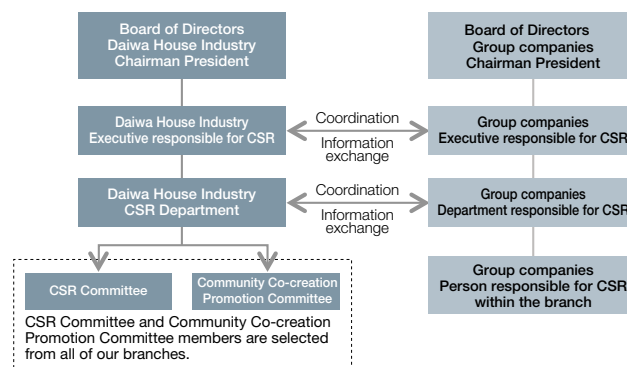 Board of Directors
Daiwa House Industry
Chairman President
Board of Directors
Group companies
Chairman President
Daiwa House Industry
Executive responsible for CSR
Coordination
Information
exchange
Group companies
Executive responsible for CSR
Daiwa House Industry
CSR Department
Coordination
Information
exchange
Group companies
Department responsible for CSR
CSR Committee
Community Co-creation
Promotion Committee
Group companies
Person responsible for CSR
within the branch
CSR Committee and Community Co-creation
Promotion Committee members are selected
from all of our branches.